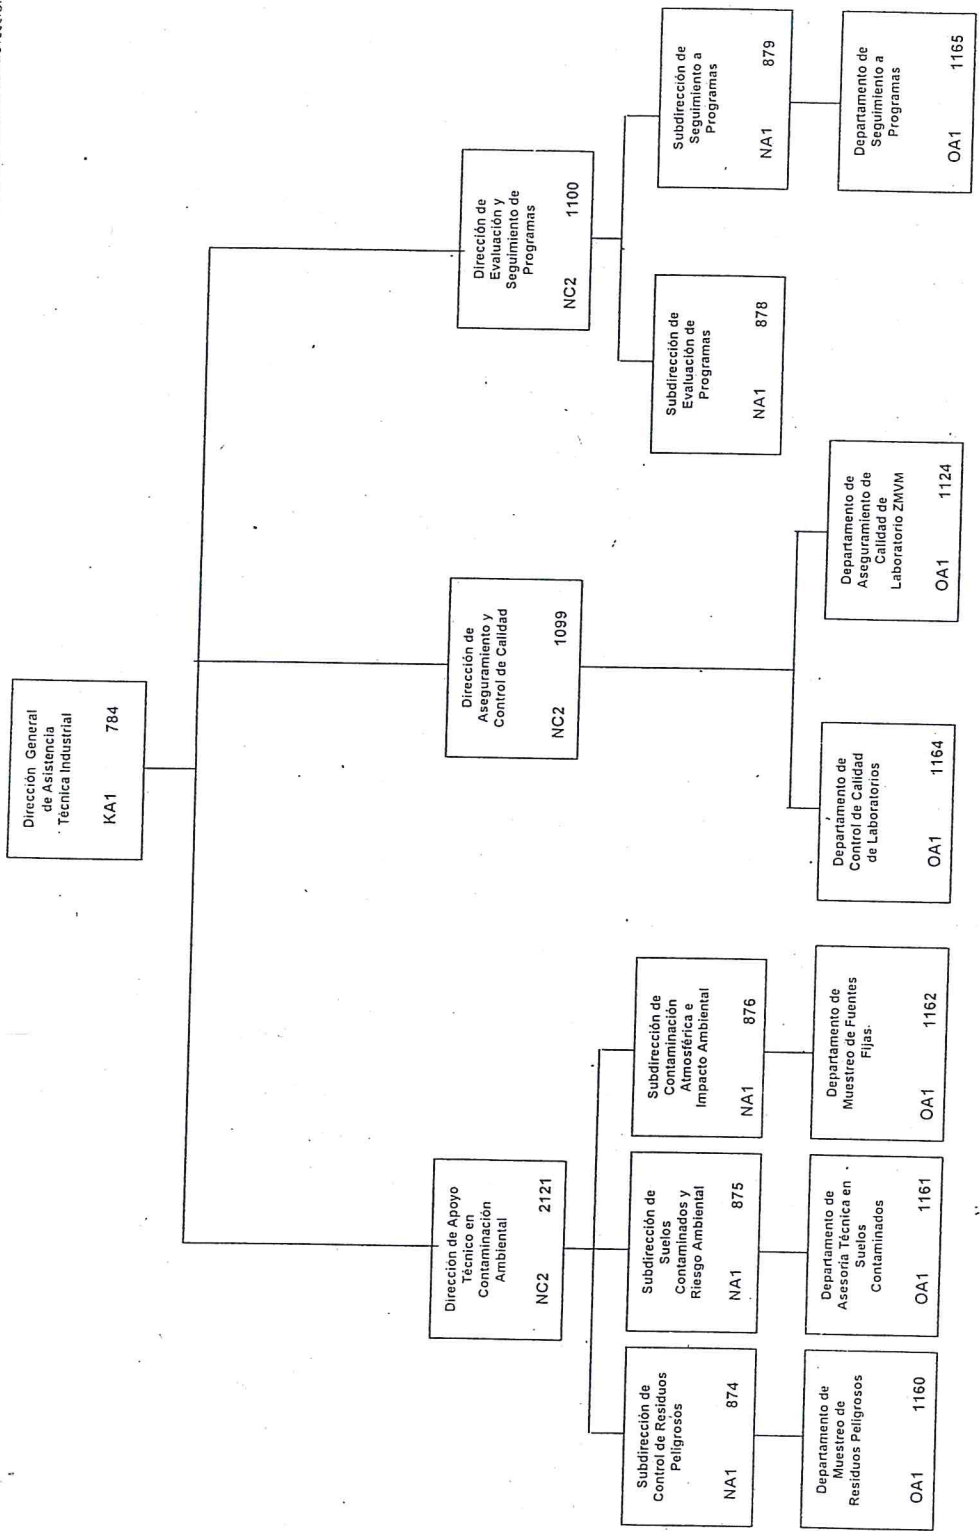 Dirección General
de Asistencia
Técnica Industrial
KA1 784
Dirección de Apoyo
Técnico en
Contaminación
Ambiental
NC2 2121
Dirección de
Aseguramiento y
Control de Calidad
NC2 1099
Dirección de
Evaluación y
Seguimiento de
Programas
NC2 1100
Subdirección de
Control de Residuos
Peligrosos
NA1 874
Subdirección de
Suelos
Contaminados y
Riesgo Ambiental
NA1 875
Subdirección de
Contaminación
Atmosférica e
Impacto Ambiental
NA1 876
Subdirección de
Evaluación de
Programas
NA1 878
Subdirección de
Seguimiento a
Programas
NA1 879
Departamento de
Muestreo de
Residuos Peligrosos
OA1 1160
Departamento de
Asesoría Técnica en
Suelos
Contaminados
OA1 1161
Departamento de
Muestreo de Fuentes
Fijas.
OA1 1162
Departamento de
Control de Calidad
de Laboratorios
OA1 1164
Departamento de
Aseguramiento de
Calidad de
Laboratorio ZMVM
OA1 1124
Departamento de
Seguimiento a
Programas
OA1 1165